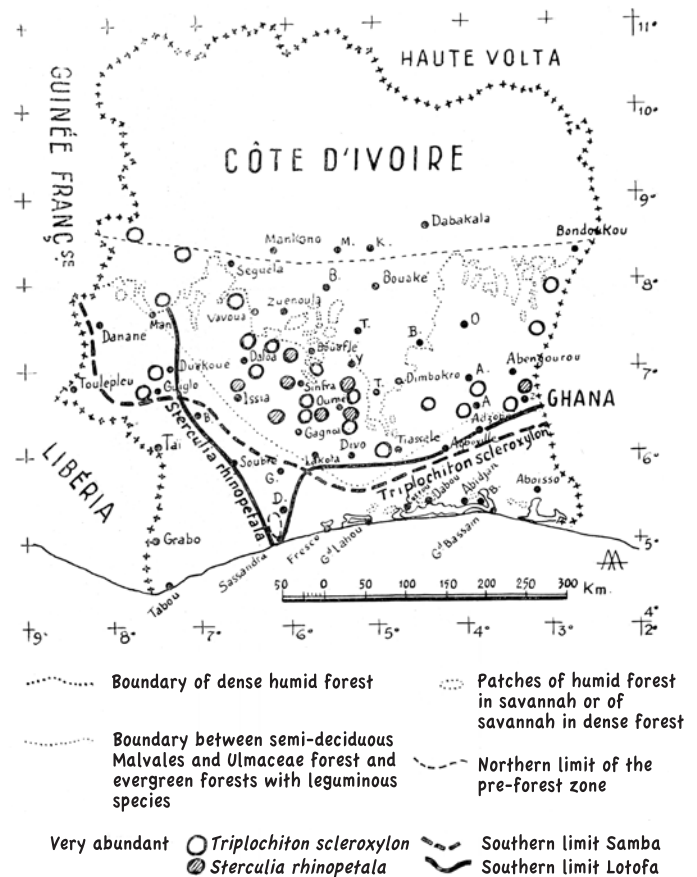 11°
HAUTE VOLTA
GUINÉE FRANÇSE
10°
CÔTE D'IVOIRE
9°
Dabakala
Bondoukou
Mankono
M.
K.
Seguela
8°
B.
Bouaké
Vavoua
Zuenoula
Man
T.
O
Danane
B.
Bouafle
Daloa
Y
Abengourou
Duekoue
7°
Toulepleu
Guiglo
Issia
Sinfra
Oume
T.
Dimbokro
A.
A
GHANA
B.
Sterculia rhinopetala
Gagnoa
Adzope
Tai
Divo
Tiassale
Agboville
LIBÉRIA
Soubre
Lakota
6°
Triplochiton scleroxylon
G.
D.
Dabou
Abidjan
B.
Aboisso
Grabo
Sassandra
Fresco
Gd Lahou
Gd Bassam
5°
Tabou
50 0 50 100 150 200 250 300 Km.
4°
9° 8° 7° 6° 5° 4° 3° 2°
Boundary of dense humid forest
Patches of humid forest
in savannah or of
savannah in dense forest
Boundary between semi-deciduous
Malvales and Ulmaceae forest and
evergreen forests with leguminous
species
Northern limit of the
pre-forest zone
Very abundant
Triplochiton scleroxylon
Southern limit Samba
Sterculia rhinopetala
Southern limit Lotofa